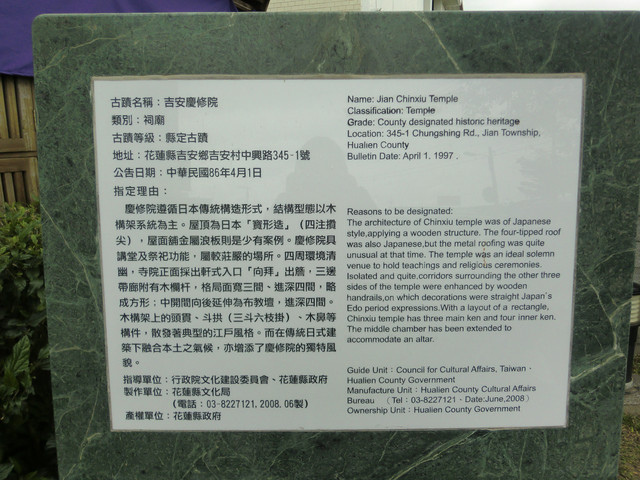 古蹟名稱：吉安慶修院
類別：祠廟
古蹟等級：縣定古蹟
地址：花蓮縣吉安鄉吉安村中興路345-1號
公告日期：中華民國86年4月1日
指定理由：
慶修院遵循日本傳統構造形式，結構型態以木
構架系統為主。屋頂為日本「寶形造」（四注攢
尖），屋面舖金屬浪板則是少有案例。慶修院具
講堂及祭祀功能，屬較莊嚴的場所。四周環境清
幽，寺院正面採出軒式入口「向拜」出簷，三邊
帶廊附有木欄杆，格局面寬三間、進深四間，略
成方形；中開間向後延伸為布教壇，進深四間。
木構架上的頭貫、斗拱（三斗六枝掛）、木鼻等
構件，散發著典型的江戶風格。而在傳統日式建
築下融合本土之氣候，亦增添了慶修院的獨特風
貌。
指導單位：行政院文化建設委員會、花蓮縣政府
製作單位：花蓮縣文化局
（電話：03-8227121.2008.06製）
產權單位：花蓮縣政府
Name: Jian Chinxiu Temple
Classification: Temple
Grade: County designated historic heritage
Location: 345-1 Chungshing Rd., Jian Township,
Hualien County
Bulletin Date: April 1. 1997 .
Reasons to be designated:
The architecture of Chinxiu temple was of Japanese
style,applying a wooden structure. The four-tipped roof
was also Japanese,but the metal roofing was quite
unusual at that time. The temple was an ideal solemn
venue to hold teachings and religious ceremonies.
Isolated and quite,corridors surrounding the other three
sides of the temple were enhanced by wooden
handrails,on which decorations were straight Japan's
Edo period expressions.With a layout of a rectangle,
Chinxiu temple has three main ken and four inner ken.
The middle chamber has been extended to
accommodate an altar.
Guide Unit：Council for Cultural Affairs, Taiwan、
Hualien County Government
Manufacture Unit：Hualien County Cultural Affairs
Bureau （Tel：03-8227121、Date:June,2008）
Ownership Unit：Hualien County Government